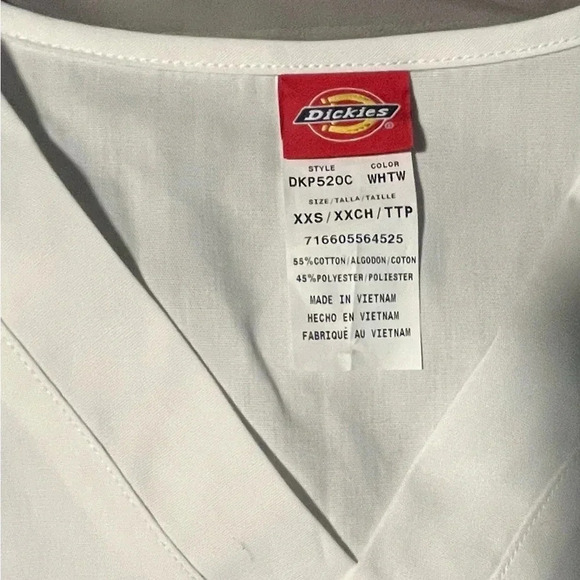 Dickies
®
STYLE COLOR
DKP520C WHTW
SIZE/TALLA/TAILLE
XXS/XXCH/TTP
716605564525
55%COTTON/ALGODON/COTON
45%POLYESTER/POLIESTER
MADE IN VIETNAM
HECHO EN VIETNAM
FABRIQUÉ AU VIETNAM